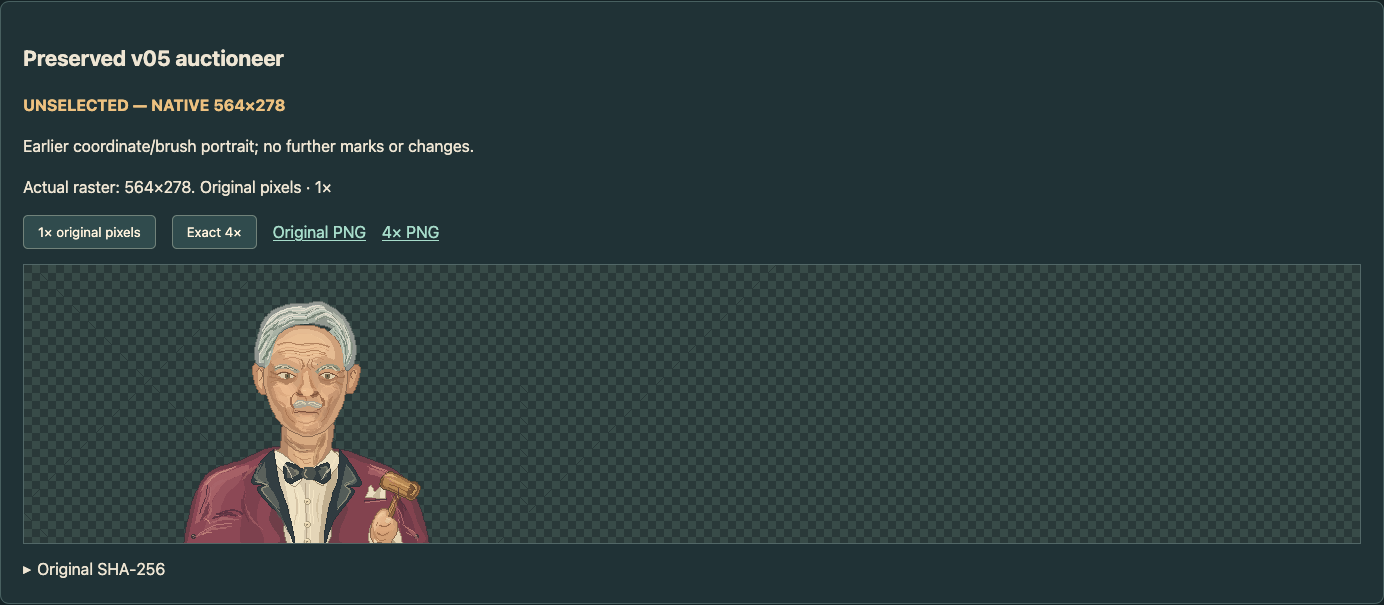 Preserved v05 auctioneer
UNSELECTED — NATIVE 564×278
Earlier coordinate/brush portrait; no further marks or changes.
Actual raster: 564×278. Original pixels · 1×
1× original pixels Exact 4× Original PNG 4× PNG
▸ Original SHA-256